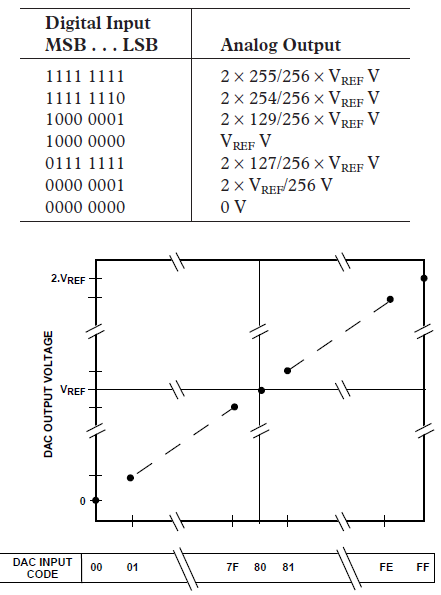 Digital Input
MSB . . . LSB Analog Output
1111 1111 2 × 255/256 × VREF V
1111 1110 2 × 254/256 × VREF V
1000 0001 2 × 129/256 × VREF V
1000 0000 VREF V
0111 1111 2 × 127/256 × VREF V
0000 0001 2 × VREF/256 V
0000 0000 0 V
2.VREF
DAC OUTPUT VOLTAGE
VREF
0
DAC INPUT CODE 00 01 7F 80 81 FE FF